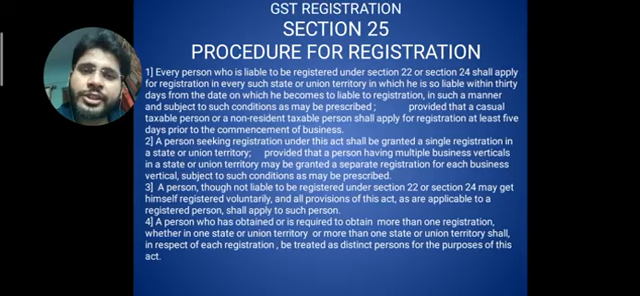 GST REGISTRATION
SECTION 25
PROCEDURE FOR REGISTRATION
1] Every person who is liable to be registered under section 22 or section 24 shall apply
for registration in every such state or union territory in which he is so liable within thirty
days from the date on which he becomes to liable to registration, in such a manner
and subject to such conditions as may be prescribed ; provided that a casual
taxable person or a non-resident taxable person shall apply for registration at least five
days prior to the commencement of business.
2] A person seeking registration under this act shall be granted a single registration in
a state or union territory; provided that a person having multiple business verticals
in a state or union territory may be granted a separate registration for each business
vertical, subject to such conditions as may be prescribed.
3] A person, though not liable to be registered under section 22 or section 24 may get
himself registered voluntarily, and all provisions of this act, as are applicable to a
registered person, shall apply to such person.
4] A person who has obtained or is required to obtain more than one registration,
whether in one state or union territory or more than one state or union territory shall,
in respect of each registration , be treated as distinct persons for the purposes of this
act.